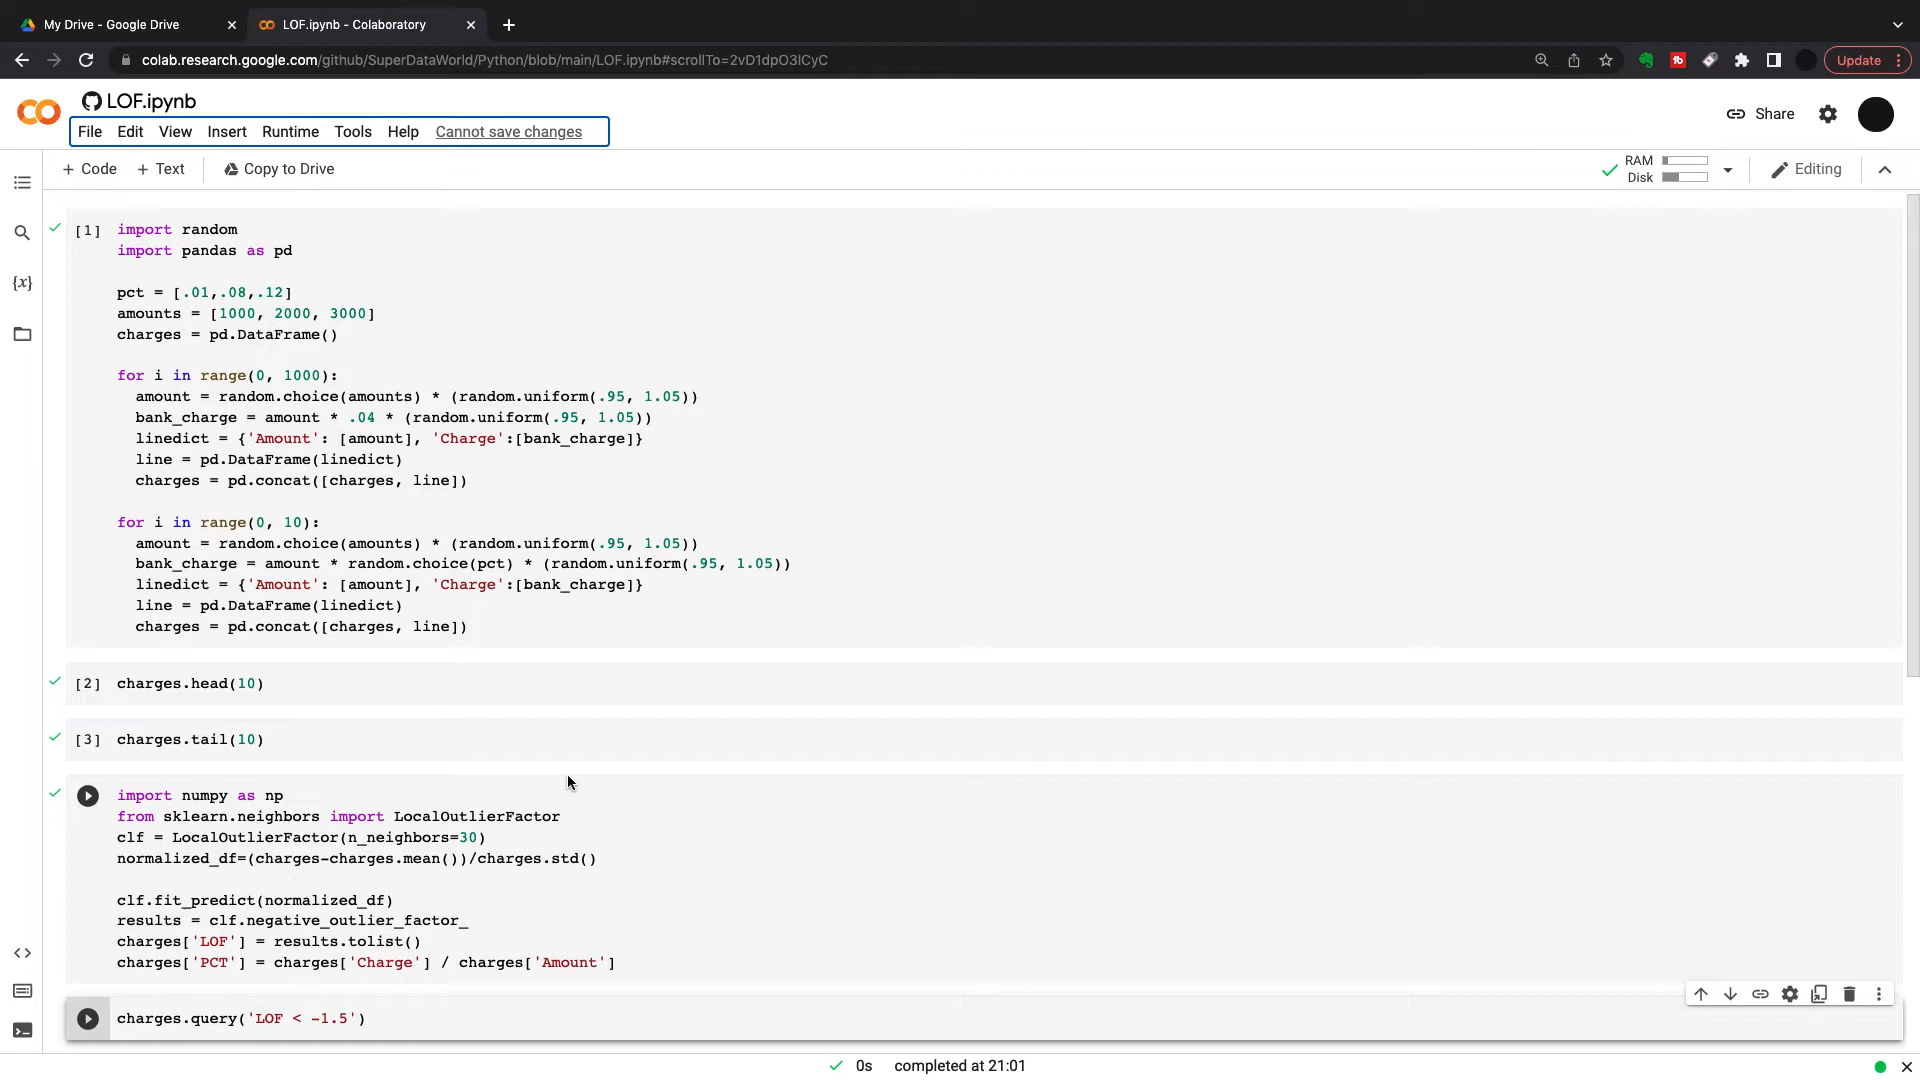 My Drive - Google Drive
LOF.ipynb - Colaboratory
colab.research.google.com/github/SuperDataWorld/Python/blob/main/LOF.ipynb#scrollTo=2vD1dpO3lCyC
Update
LOF.ipynb
File Edit View Insert Runtime Tools Help Cannot save changes
Share
+ Code + Text Copy to Drive
RAM
Disk
Editing
[1] import random
import pandas as pd
pct = [.01,.08,.12]
amounts = [1000, 2000, 3000]
charges = pd.DataFrame()
for i in range(0, 1000):
amount = random.choice(amounts) * (random.uniform(.95, 1.05))
bank_charge = amount * .04 * (random.uniform(.95, 1.05))
linedict = {'Amount': [amount], 'Charge':[bank_charge]}
line = pd.DataFrame(linedict)
charges = pd.concat([charges, line])
for i in range(0, 10):
amount = random.choice(amounts) * (random.uniform(.95, 1.05))
bank_charge = amount * random.choice(pct) * (random.uniform(.95, 1.05))
linedict = {'Amount': [amount], 'Charge':[bank_charge]}
line = pd.DataFrame(linedict)
charges = pd.concat([charges, line])
[2] charges.head(10)
[3] charges.tail(10)
import numpy as np
from sklearn.neighbors import LocalOutlierFactor
clf = LocalOutlierFactor(n_neighbors=30)
normalized_df=(charges-charges.mean())/charges.std()
clf.fit_predict(normalized_df)
results = clf.negative_outlier_factor_
charges['LOF'] = results.tolist()
charges['PCT'] = charges['Charge'] / charges['Amount']
charges.query('LOF < -1.5')
0s completed at 21:01